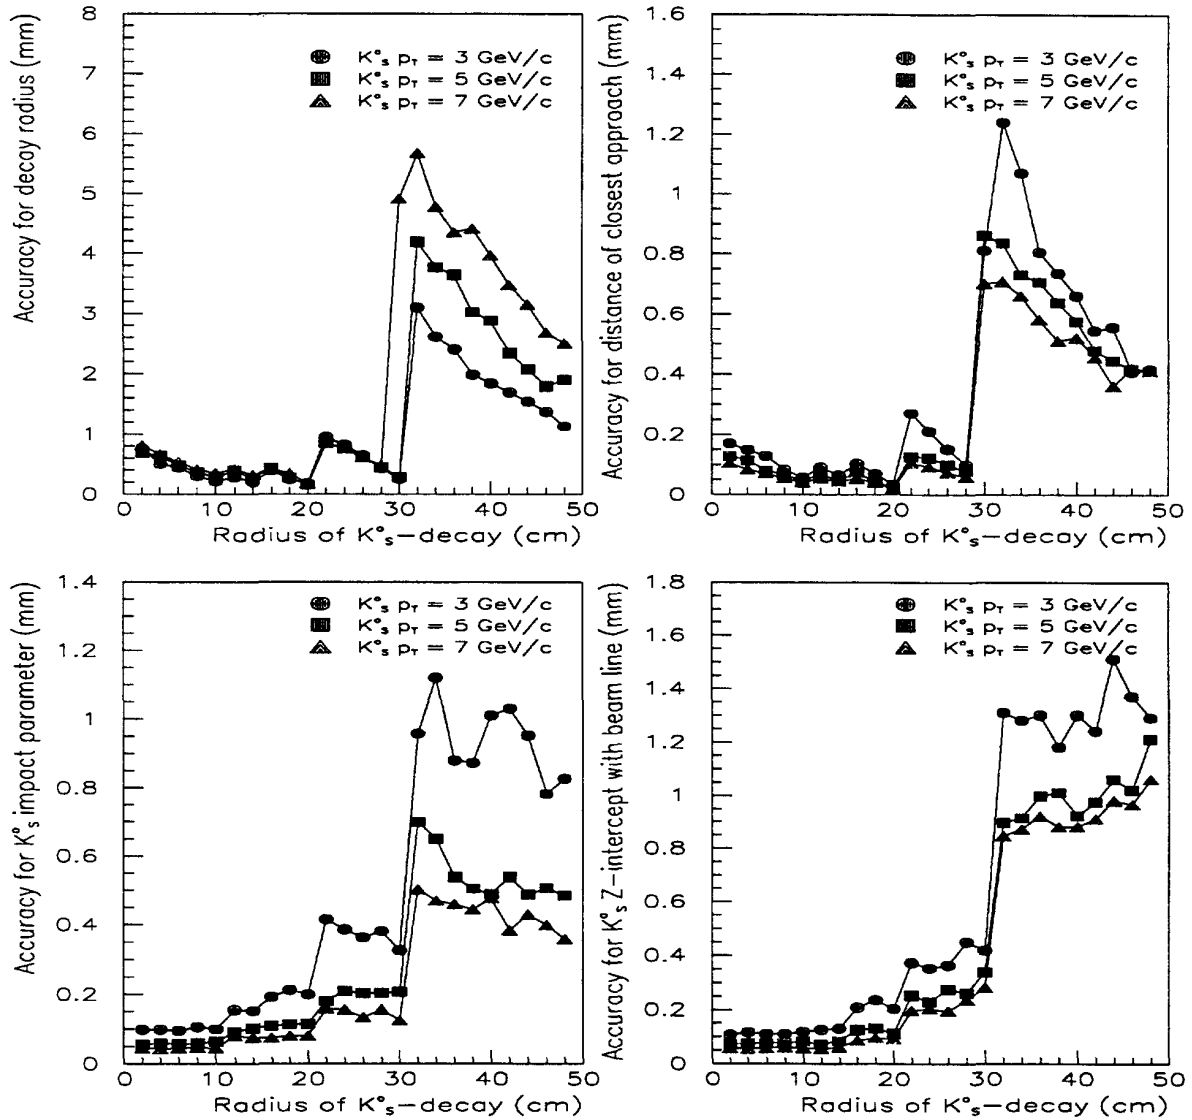 Accuracy for decay radius (mm)
8
7
6
5
4
3
2
1
0
K°s pT = 3 GeV/c
K°s pT = 5 GeV/c
K°s pT = 7 GeV/c
0 10 20 30 40 50
Radius of K°s–decay (cm)
Accuracy for distance of closest approach (mm)
1.6
1.4
1.2
1
0.8
0.6
0.4
0.2
0
K°s pT = 3 GeV/c
K°s pT = 5 GeV/c
K°s pT = 7 GeV/c
0 10 20 30 40 50
Radius of K°s–decay (cm)
Accuracy for K°s impact parameter (mm)
1.4
1.2
1
0.8
0.6
0.4
0.2
0
K°s pT = 3 GeV/c
K°s pT = 5 GeV/c
K°s pT = 7 GeV/c
0 10 20 30 40 50
Radius of K°s–decay (cm)
Accuracy for K°s Z–intercept with beam line (mm)
1.8
1.6
1.4
1.2
1
0.8
0.6
0.4
0.2
0
K°s pT = 3 GeV/c
K°s pT = 5 GeV/c
K°s pT = 7 GeV/c
0 10 20 30 40 50
Radius of K°s–decay (cm)